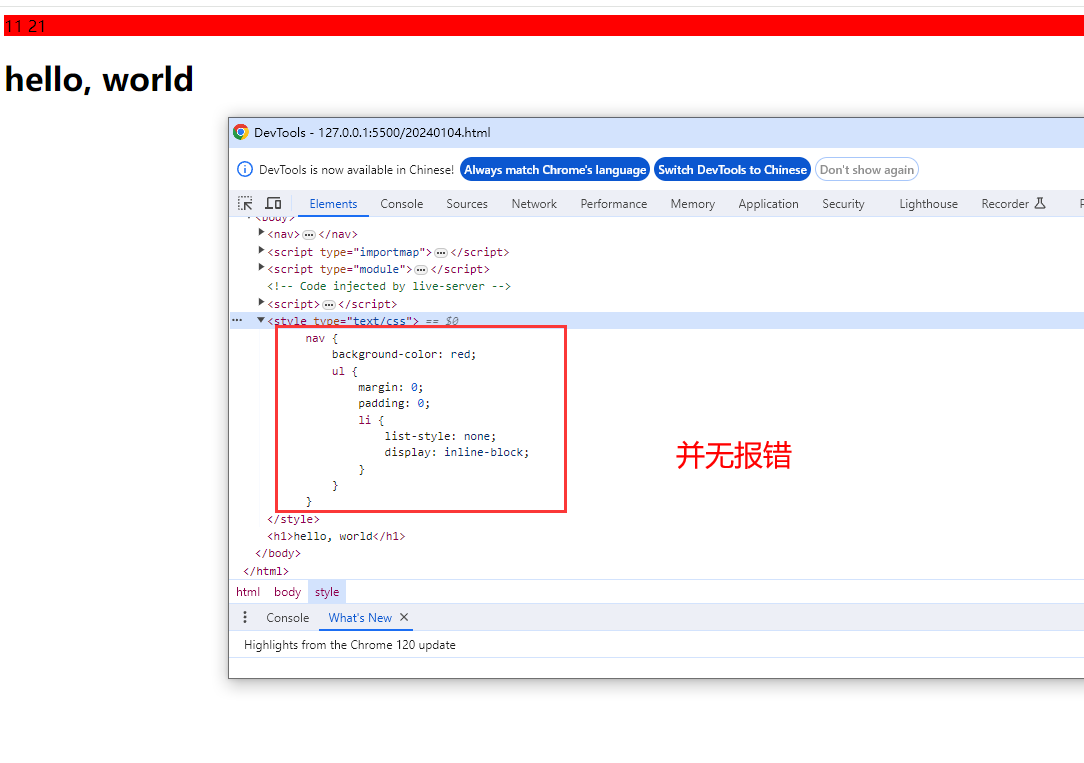 11 21
hello, world
DevTools - 127.0.0.1:5500/20240104.html
DevTools is now available in Chinese! Always match Chrome's language Switch DevTools to Chinese Don't show again
Elements Console Sources Network Performance Memory Application Security Lighthouse Recorder
<body>
<nav>…</nav>
<script type="importmap">…</script>
<script type="module">…</script>
<!-- Code injected by live-server -->
<script>…</script>
<style type="text/css"> == $0
nav {
background-color: red;
ul {
margin: 0;
padding: 0;
li {
list-style: none;
display: inline-block;
并无报错
}
}
}
</style>
<h1>hello, world</h1>
</body>
</html>
html body style
Console What's New
Highlights from the Chrome 120 update